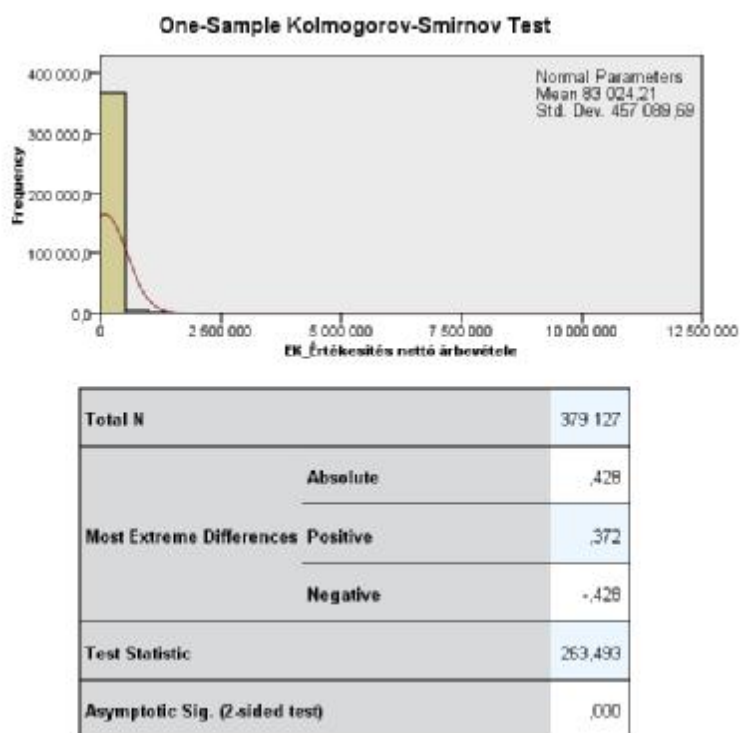 One-Sample Kolmogorov-Smirnov Test
400 000,0
300 000,0
200 000,0
100 000,0
0,0
Frequency
Normal Parameters
Mean 83 024,21
Std. Dev. 457 089,69
0
2 500 000
5 000 000
7 500 000
10 000 000
12 500 000
EK_Értékesítés nettó árbevétele
Total N 379 127
Most Extreme Differences
Absolute ,428
Positive ,372
Negative -,428
Test Statistic 263,493
Asymptotic Sig. (2-sided test) ,000